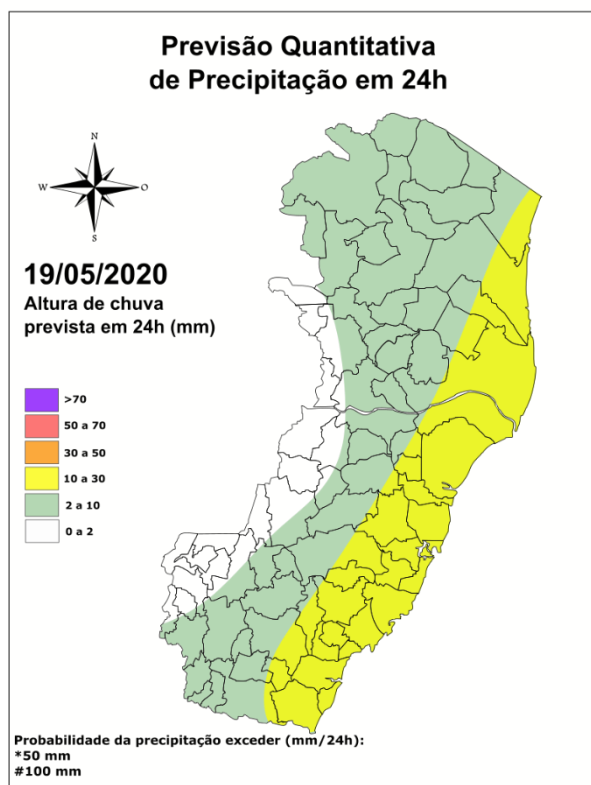 Previsão Quantitativa
de Precipitação em 24h
N
W
O
S
19/05/2020
Altura de chuva
prevista em 24h (mm)
>70
50 a 70
30 a 50
10 a 30
2 a 10
0 a 2
Probabilidade da precipitação exceder (mm/24h):
*50 mm
#100 mm